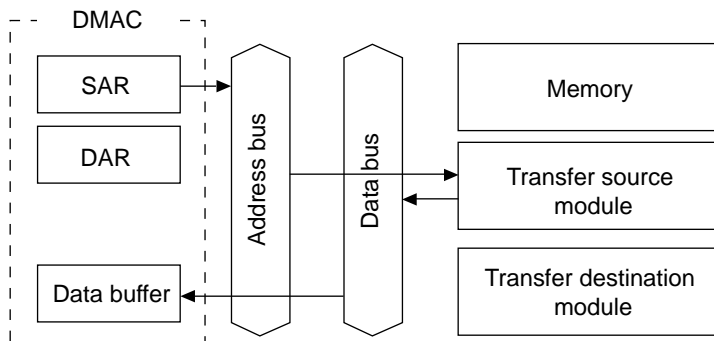 DMAC
SAR
DAR
Data buffer
Address bus
Data bus
Memory
Transfer source
module
Transfer destination
module